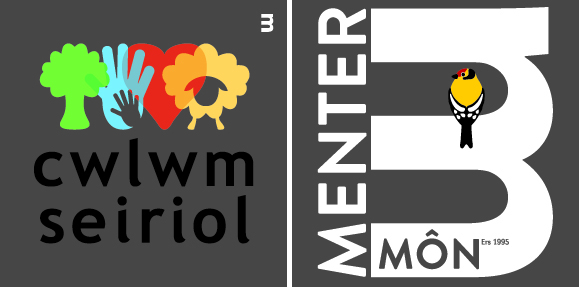 m
cwlwm
seiriol
MENTER
m
MÔN
Ers 1995